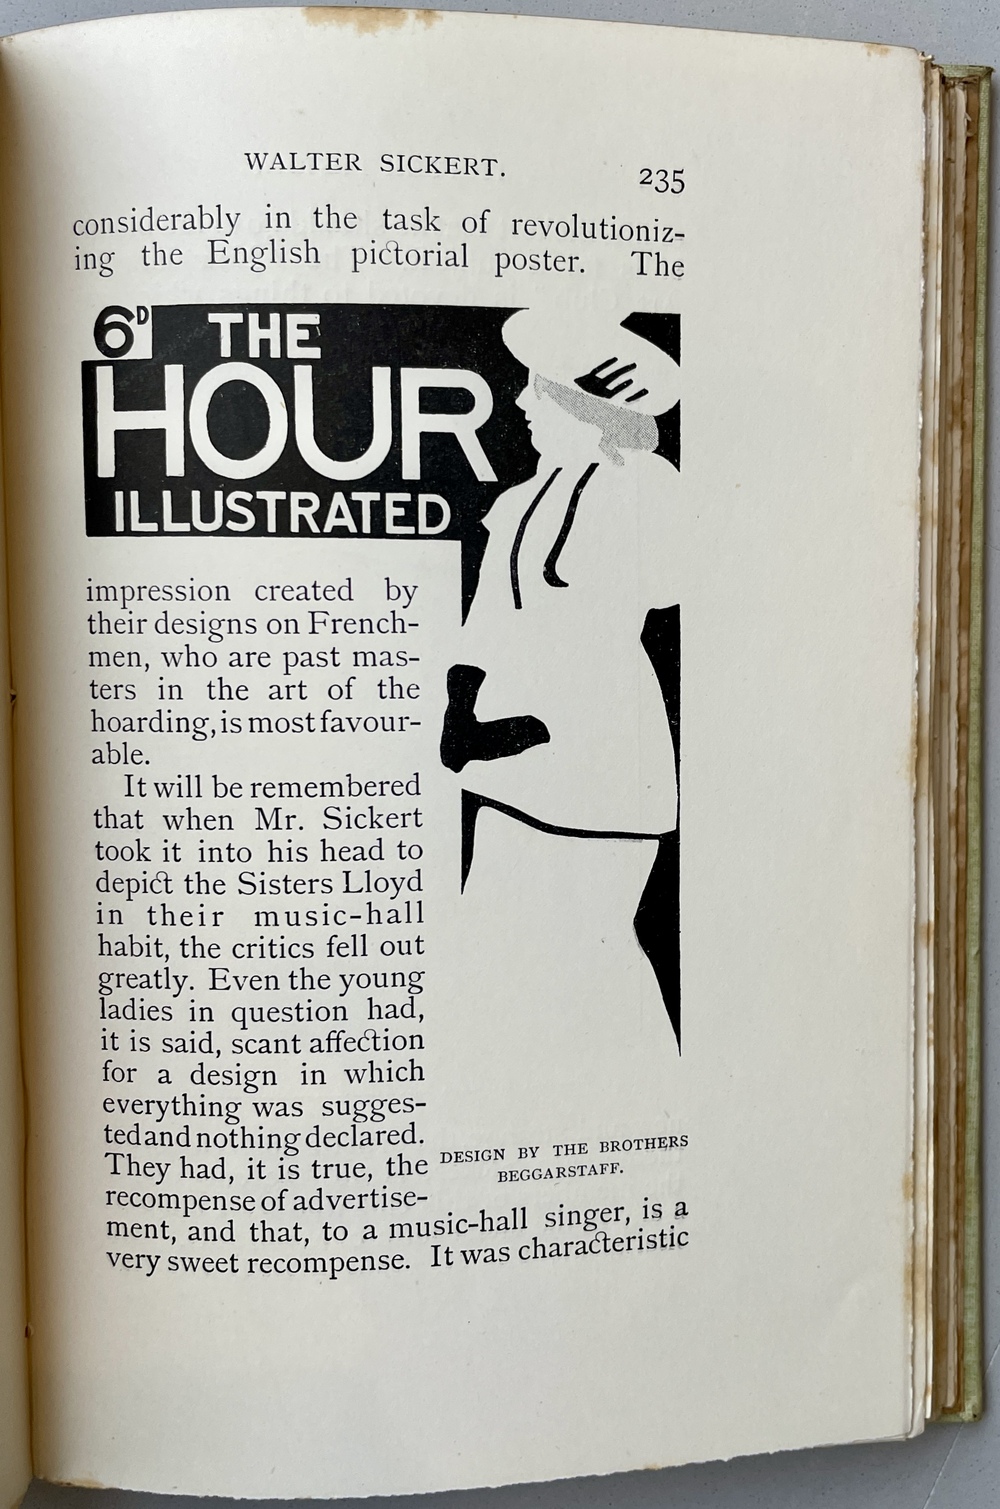 WALTER SICKERT.
235
considerably in the task of revolutioniz-
ing the English pictorial poster. The
6D THE
HOUR
ILLUSTRATED
impression created by
their designs on French-
men, who are past mas-
ters in the art of the
hoarding, is most favour-
able.
It will be remembered
that when Mr. Sickert
took it into his head to
depict the Sisters Lloyd
in their music-hall
habit, the critics fell out
greatly. Even the young
ladies in question had,
it is said, scant affection
for a design in which
everything was sugges-
ted and nothing declared.
They had, it is true, the
recompense of advertise-
DESIGN BY THE BROTHERS
BEGGARSTAFF.
ment, and that, to a music-hall singer, is a
very sweet recompense. It was characteristic